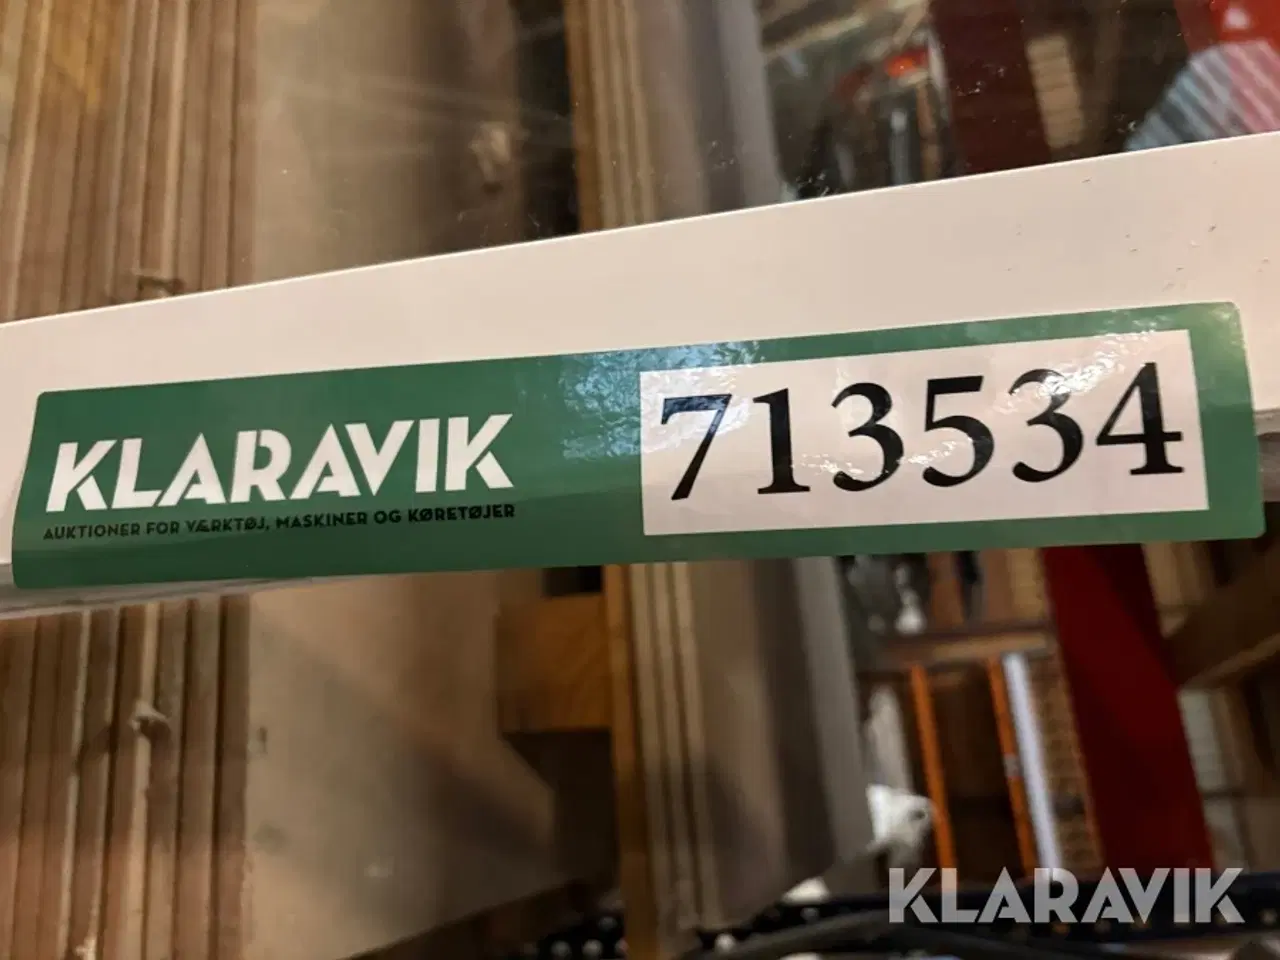 KLARAVIK
AUKTIONER FOR VÆRKTØJ, MASKINER OG KØRETØJER
713534
KLARAVIK